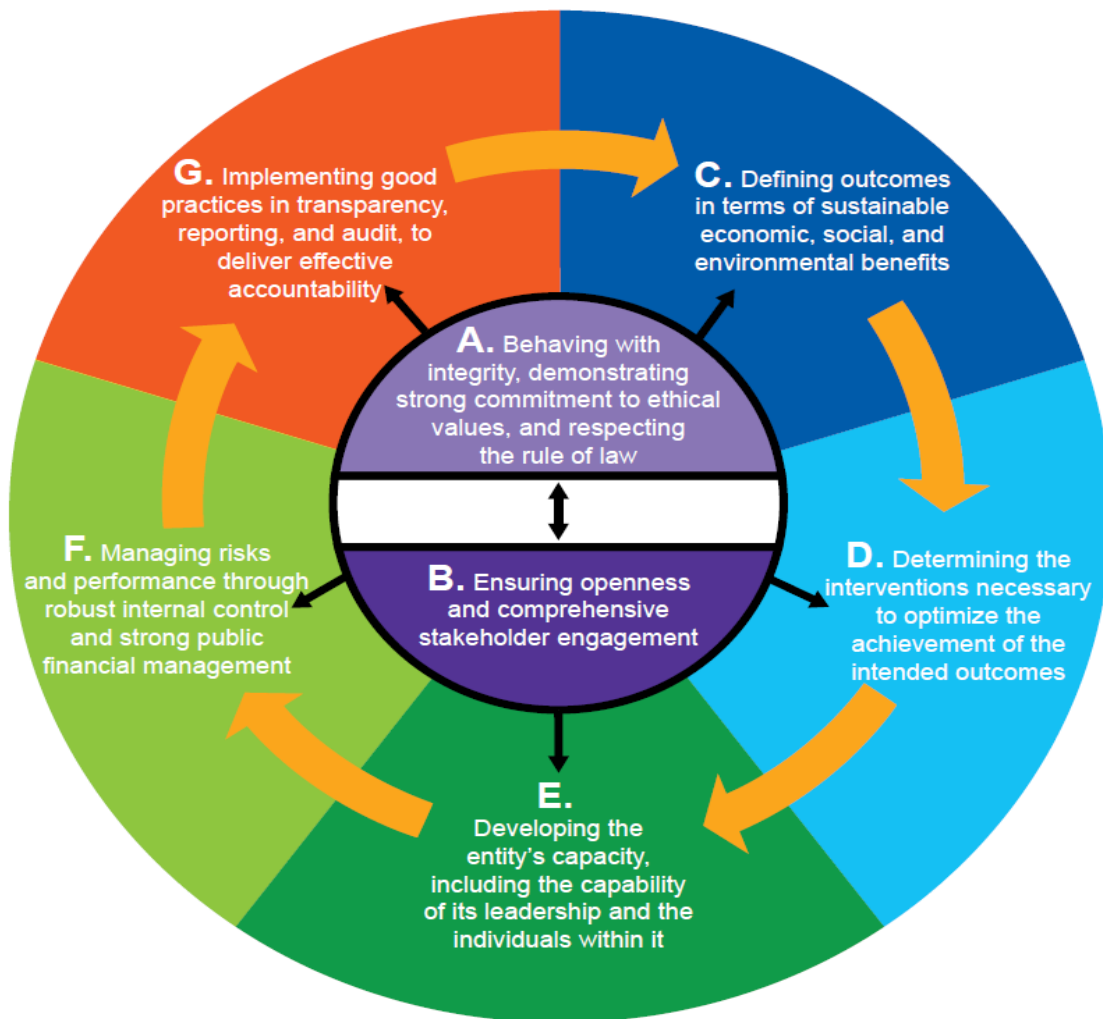 A. Behaving with
integrity, demonstrating
strong commitment to ethical
values, and respecting
the rule of law
B. Ensuring openness
and comprehensive
stakeholder engagement
C. Defining outcomes
in terms of sustainable
economic, social, and
environmental benefits
D. Determining the
interventions necessary
to optimize the
achievement of the
intended outcomes
E.
Developing the
entity’s capacity,
including the capability
of its leadership and the
individuals within it
F. Managing risks
and performance through
robust internal control
and strong public
financial management
G. Implementing good
practices in transparency,
reporting, and audit, to
deliver effective
accountability